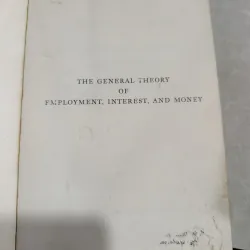 THE GENERAL THEORY
OF
EMPLOYMENT, INTEREST, AND MONEY